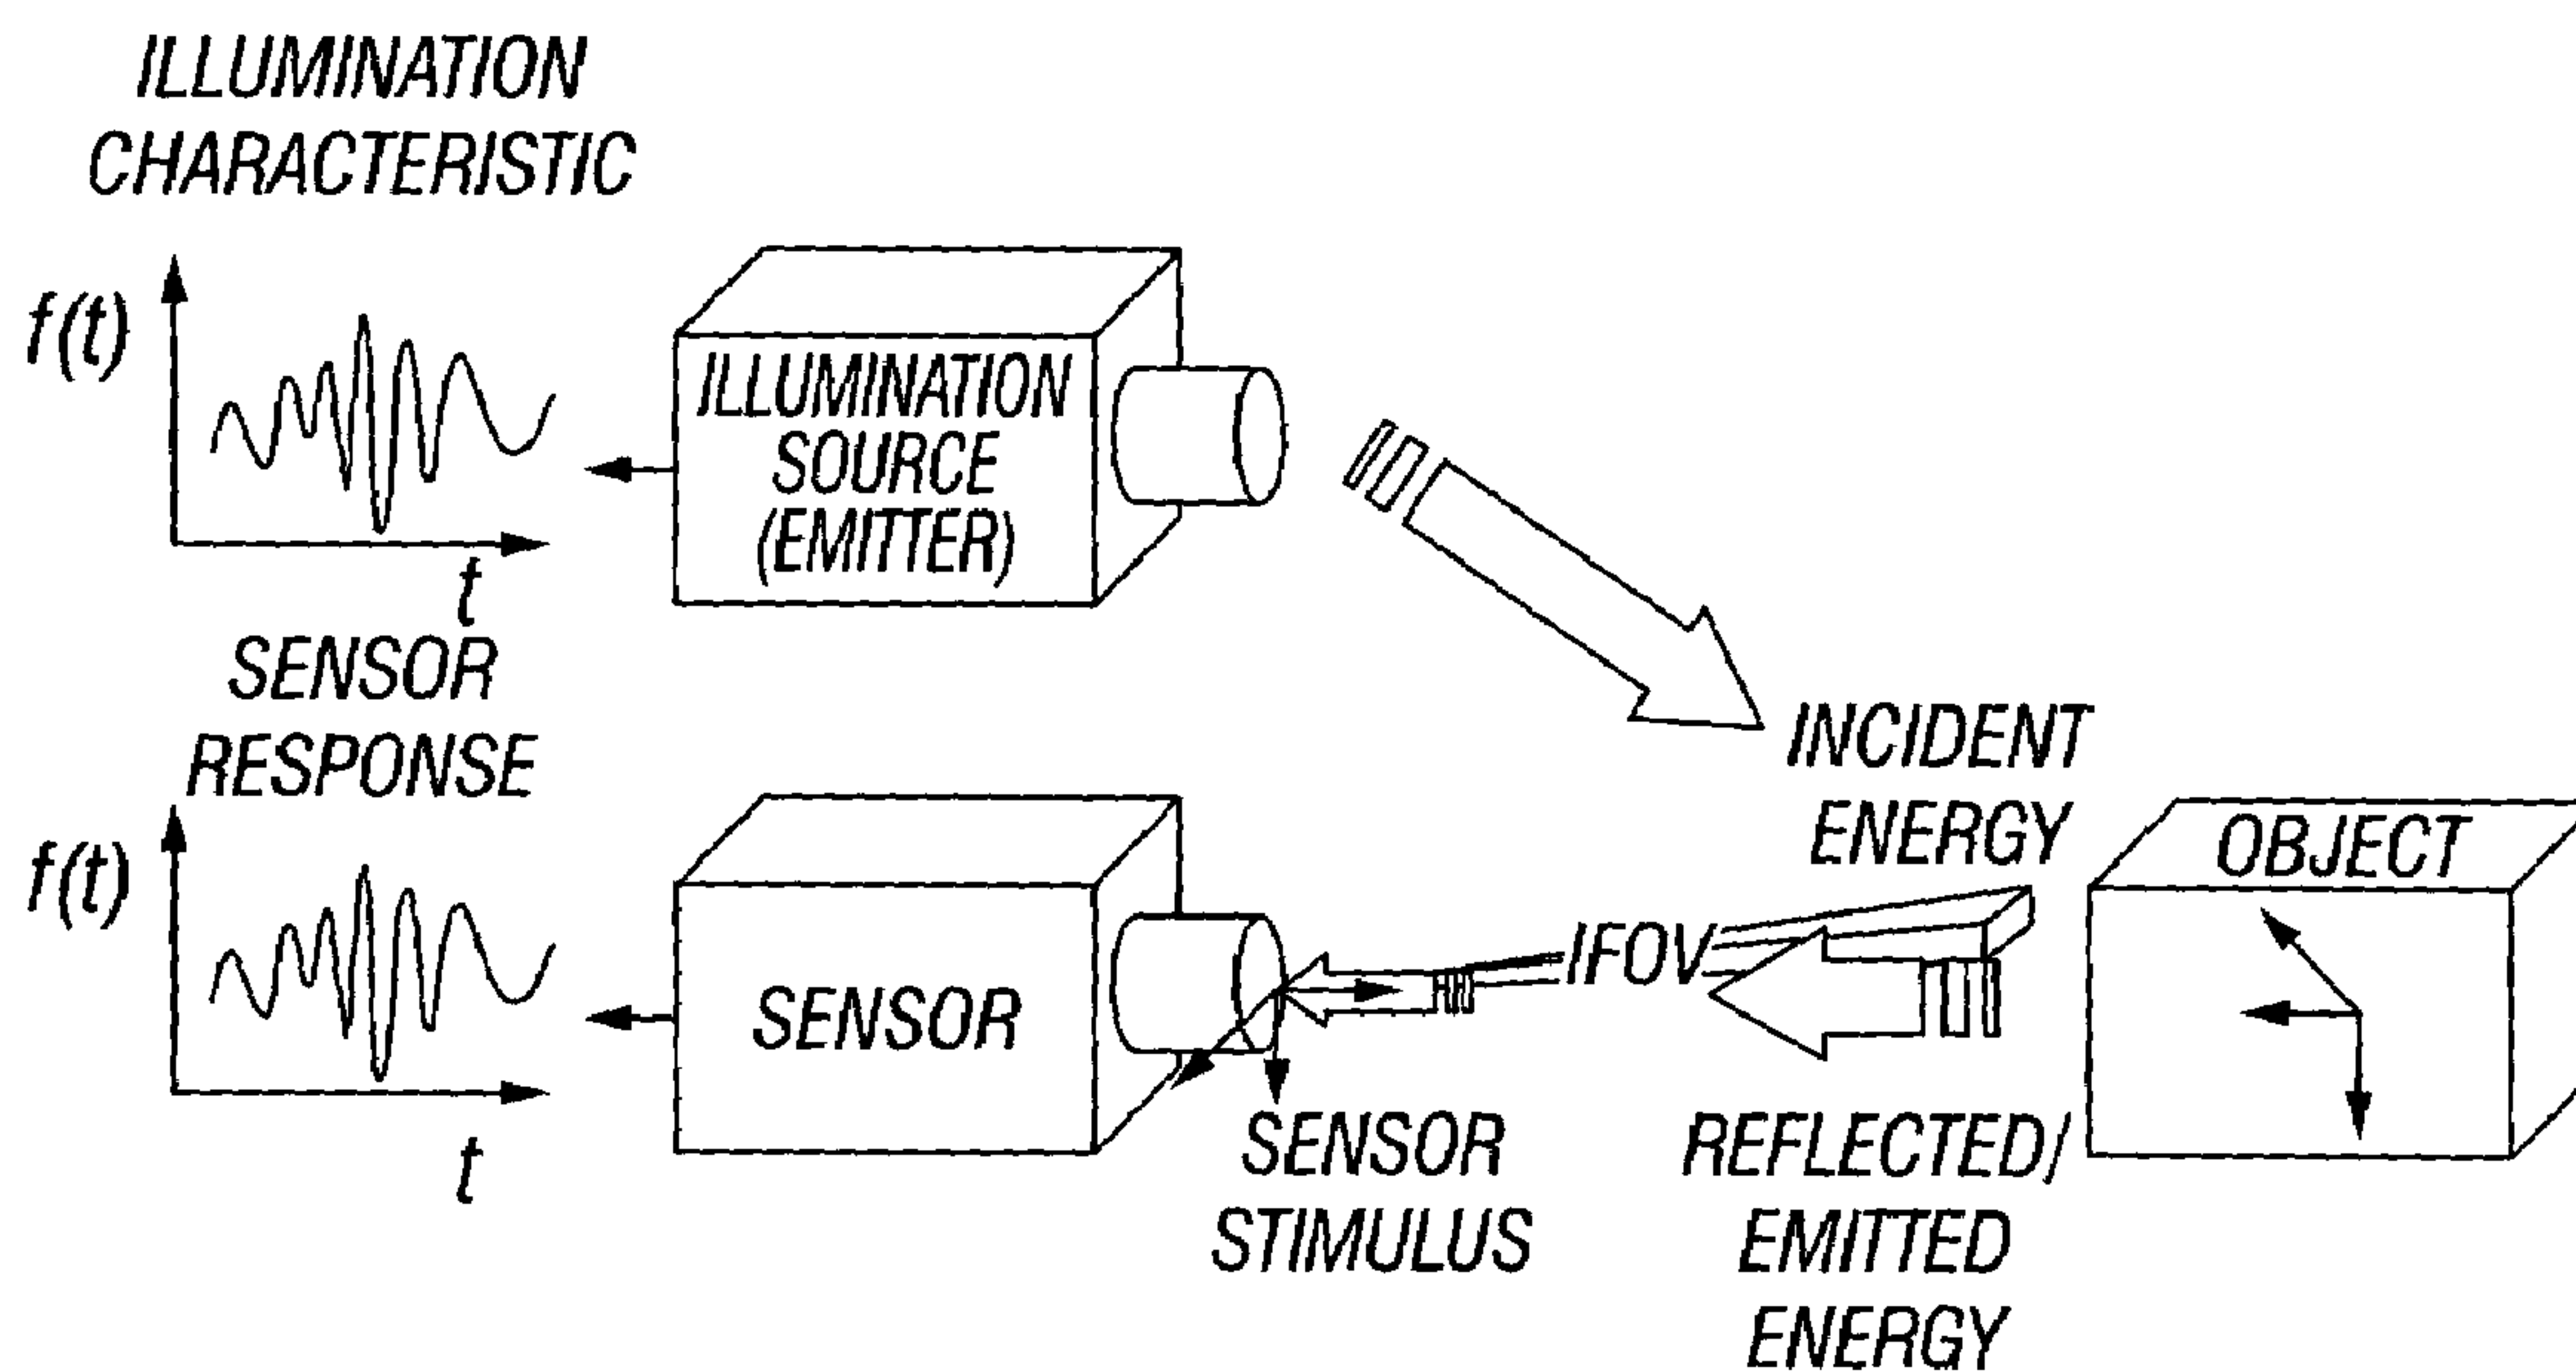 ILLUMINATION
CHARACTERISTIC
f(t)
t
ILLUMINATION
SOURCE
(EMITTER)
SENSOR
RESPONSE
f(t)
t
SENSOR
SENSOR
STIMULUS
IFOV
INCIDENT
ENERGY
REFLECTED/
EMITTED
ENERGY
OBJECT